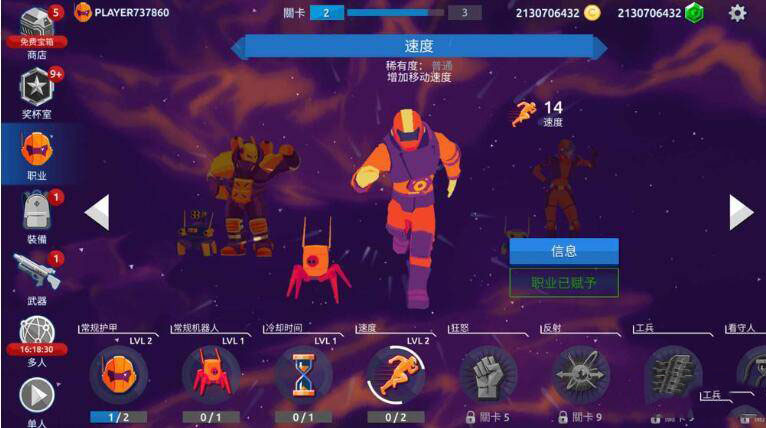 5
PLAYER737860
關卡 2
3
2130706432
2130706432
免费宝箱
商店
速度
稀有度： 普通
增加移动速度
9+
奖杯室
14
速度
职业
1
裝備
信息
职业已赋予
1
武器
常规护甲
常规机器人
冷却时间
速度
狂怒
反射
工兵
看守人
LVL 2
LVL 1
LVL 1
LVL 2
16:18:30
多人
工兵
1/2
0/1
0/1
0/2
關卡 5
關卡 9
单人